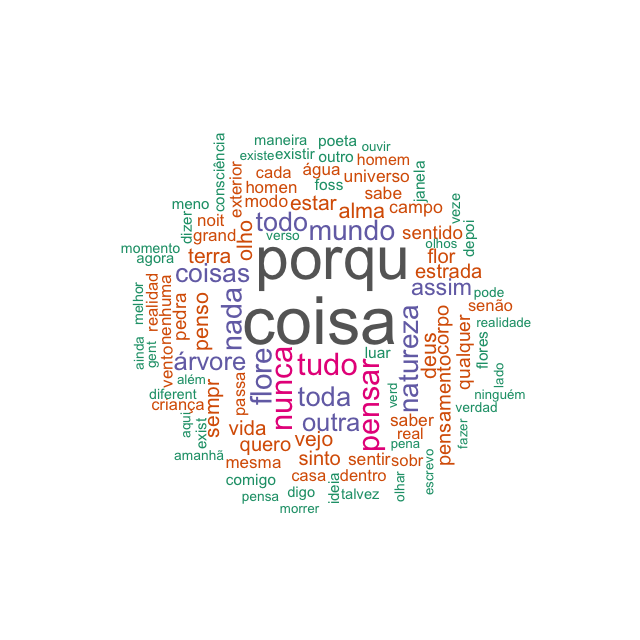 maneira
poeta
ouvir
existe
existir
outro
homem
cada
água
universo
consciência
exterior
homen
foss
sabe
janela
meno
modo
estar
alma
campo
veze
dizer
noit
olho
todo
mundo
sentido
depoi
grand
verso
olhos
momento
agora
terra
porqu
flor
coisas
estrada
assim
pode
melhor
realidad
nenhuma
pedra
penso
nada
coisa
natureza
senão
realidade
corpo
qualquer
ainda
gent
vento
árvore
flore
nunca
tudo
luar
pensar
deus
flores
lado
além
diferent
passa
toda
verd
pensamento
ninguém
criança
sempr
outra
saber
verdad
aqui
exist
vida
vejo
real
fazer
quero
pena
amanhã
mesma
sinto
sentir
sobr
comigo
casa
dentro
olhar
escrevo
pensa
digo
ideia
talvez
morrer